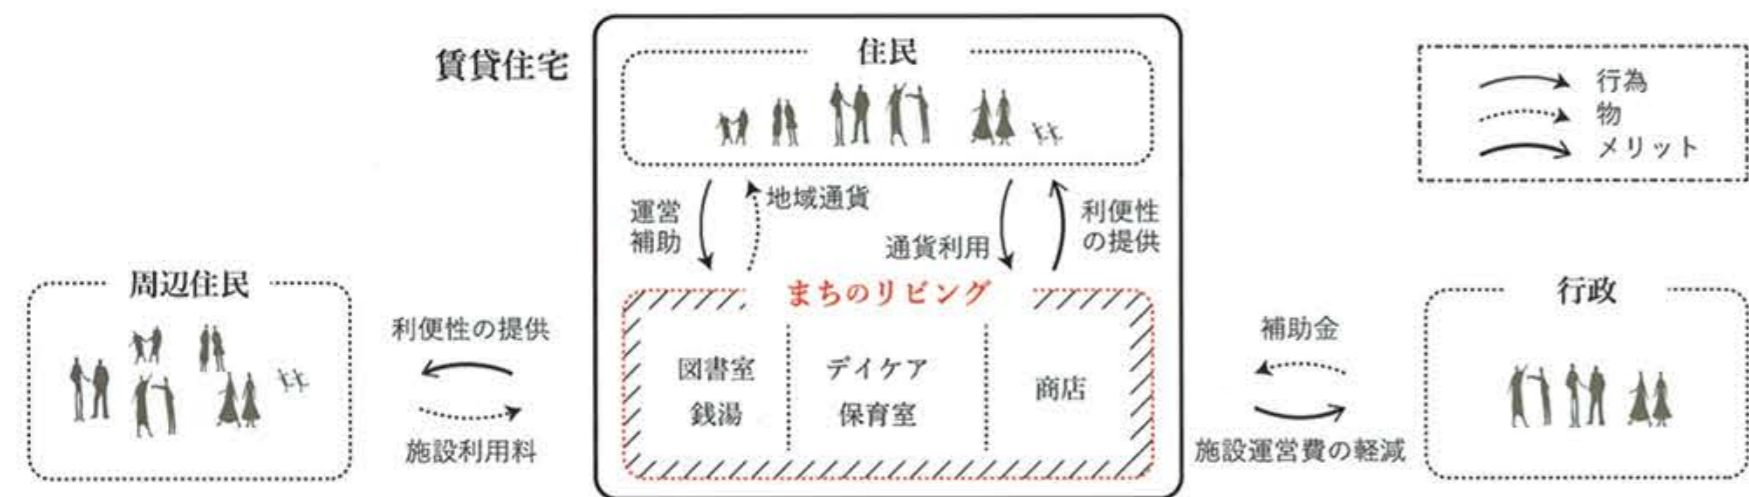 賃貸住宅
住民
行為
物
メリット
運営
補助
地域通貨
通貨利用
利便性
の提供
周辺住民
利便性の提供
施設利用料
まちのリビング
図書室
銭湯
デイケア
保育室
商店
行政
補助金
施設運営費の軽減